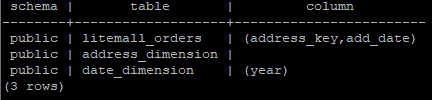 schema | table | column
--------+--------------------+------------------------
public | litemall_orders | (address_key,add_date)
public | address_dimension |
public | date_dimension | (year)
(3 rows)